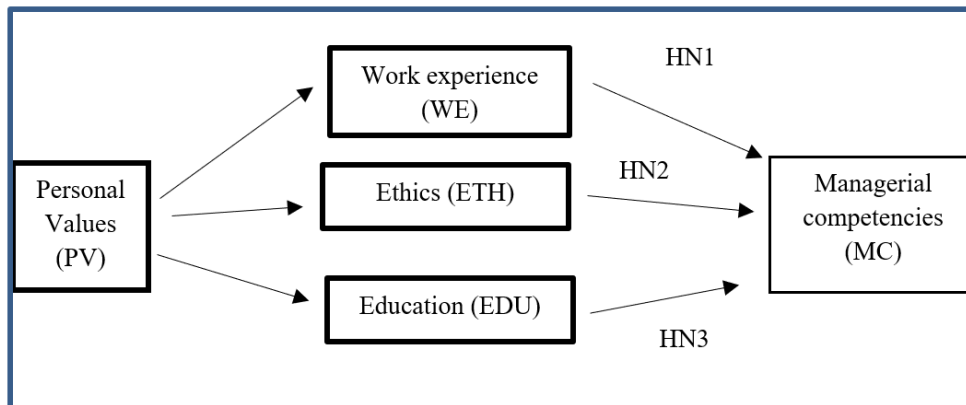 HN1
Work experience
(WE)
HN2
Personal
Values
(PV)
Ethics (ETH)
Managerial
competencies
(MC)
Education (EDU)
HN3